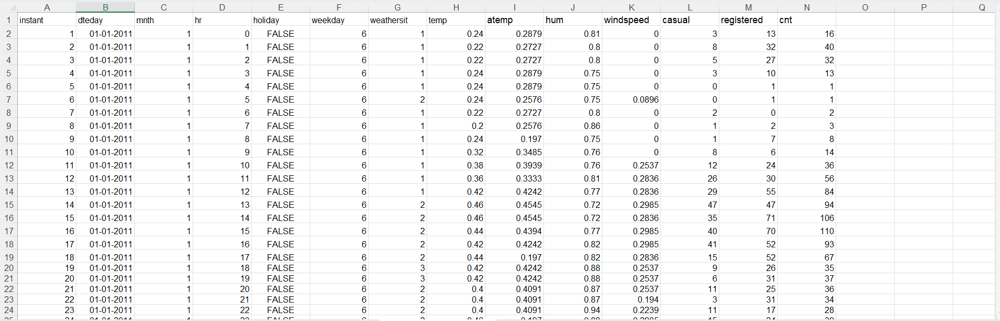 A B C D E F G H I J K L M N O P Q
1 instant dteday mnth hr holiday weekday weathersit temp atemp hum windspeed casual registered cnt
2 1 01-01-2011 1 0 FALSE 6 1 0.24 0.2879 0.81 0 3 13 16
3 2 01-01-2011 1 1 FALSE 6 1 0.22 0.2727 0.8 0 8 32 40
4 3 01-01-2011 1 2 FALSE 6 1 0.22 0.2727 0.8 0 5 27 32
5 4 01-01-2011 1 3 FALSE 6 1 0.24 0.2879 0.75 0 3 10 13
6 5 01-01-2011 1 4 FALSE 6 1 0.24 0.2879 0.75 0 0 1 1
7 6 01-01-2011 1 5 FALSE 6 2 0.24 0.2576 0.75 0.0896 0 1 1
8 7 01-01-2011 1 6 FALSE 6 1 0.22 0.2727 0.8 0 2 0 2
9 8 01-01-2011 1 7 FALSE 6 1 0.2 0.2576 0.86 0 1 2 3
10 9 01-01-2011 1 8 FALSE 6 1 0.24 0.197 0.75 0 1 7 8
11 10 01-01-2011 1 9 FALSE 6 1 0.32 0.3485 0.76 0 8 6 14
12 11 01-01-2011 1 10 FALSE 6 1 0.38 0.3939 0.76 0.2537 12 24 36
13 12 01-01-2011 1 11 FALSE 6 1 0.36 0.3333 0.81 0.2836 26 30 56
14 13 01-01-2011 1 12 FALSE 6 1 0.42 0.4242 0.77 0.2836 29 55 84
15 14 01-01-2011 1 13 FALSE 6 2 0.46 0.4545 0.72 0.2985 47 47 94
16 15 01-01-2011 1 14 FALSE 6 2 0.46 0.4545 0.72 0.2836 35 71 106
17 16 01-01-2011 1 15 FALSE 6 2 0.44 0.4394 0.77 0.2985 40 70 110
18 17 01-01-2011 1 16 FALSE 6 2 0.42 0.4242 0.82 0.2985 41 52 93
19 18 01-01-2011 1 17 FALSE 6 2 0.44 0.197 0.82 0.2836 15 52 67
20 19 01-01-2011 1 18 FALSE 6 3 0.42 0.4242 0.88 0.2537 9 26 35
21 20 01-01-2011 1 19 FALSE 6 3 0.42 0.4242 0.88 0.2537 6 31 37
22 21 01-01-2011 1 20 FALSE 6 2 0.4 0.4091 0.87 0.2537 11 25 36
23 22 01-01-2011 1 21 FALSE 6 2 0.4 0.4091 0.87 0.194 3 31 34
24 23 01-01-2011 1 22 FALSE 6 2 0.4 0.4091 0.94 0.2239 11 17 28